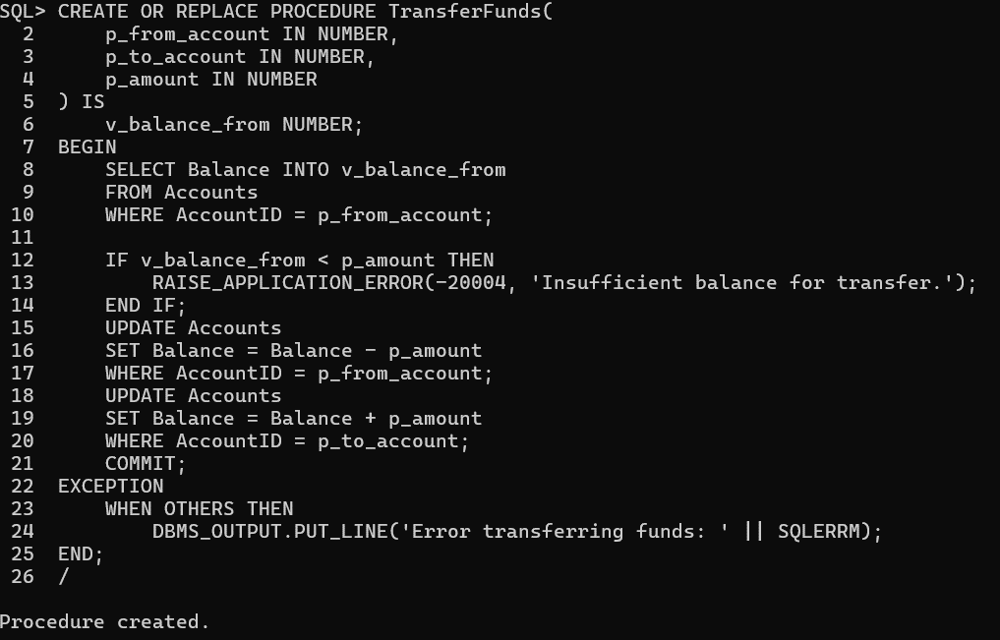 SQL> CREATE OR REPLACE PROCEDURE TransferFunds(
  2      p_from_account IN NUMBER,
  3      p_to_account IN NUMBER,
  4      p_amount IN NUMBER
  5  ) IS
  6      v_balance_from NUMBER;
  7  BEGIN
  8      SELECT Balance INTO v_balance_from
  9      FROM Accounts
 10      WHERE AccountID = p_from_account;
 11
 12      IF v_balance_from < p_amount THEN
 13          RAISE_APPLICATION_ERROR(-20004, 'Insufficient balance for transfer.');
 14      END IF;
 15      UPDATE Accounts
 16      SET Balance = Balance - p_amount
 17      WHERE AccountID = p_from_account;
 18      UPDATE Accounts
 19      SET Balance = Balance + p_amount
 20      WHERE AccountID = p_to_account;
 21      COMMIT;
 22  EXCEPTION
 23      WHEN OTHERS THEN
 24          DBMS_OUTPUT.PUT_LINE('Error transferring funds: ' || SQLERRM);
 25  END;
 26  /

Procedure created.